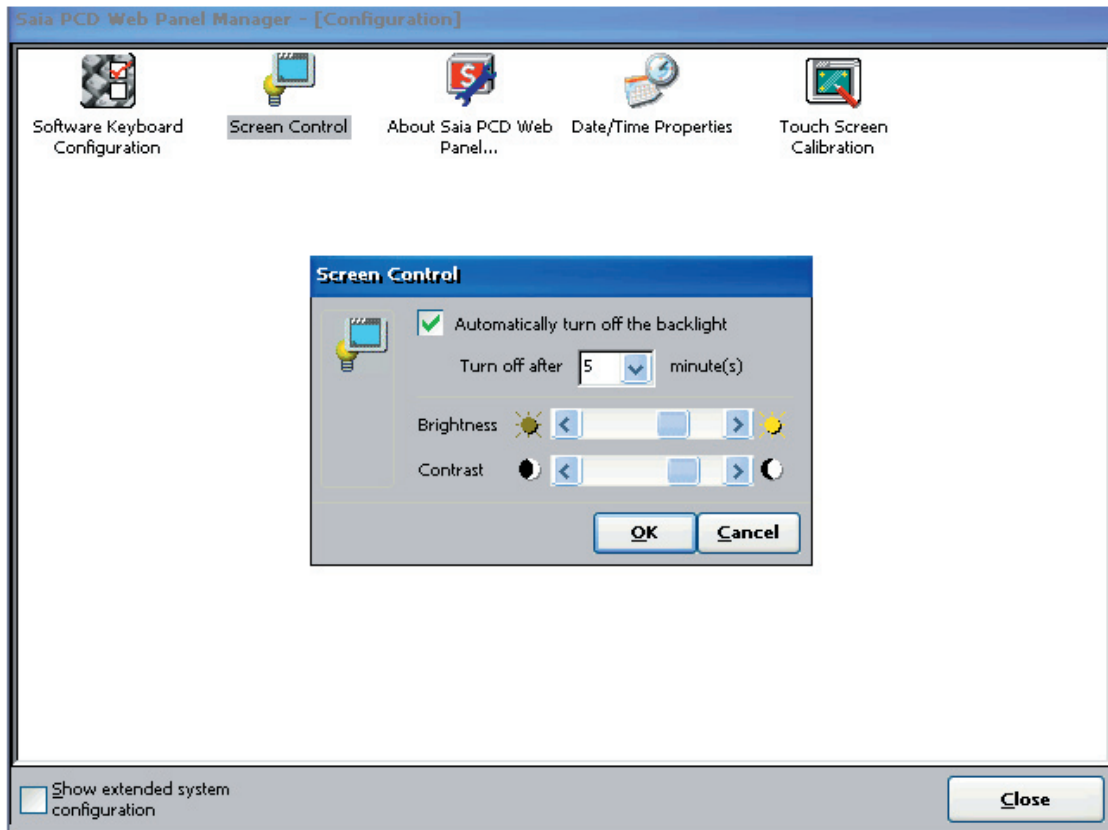 Saia PCD Web Panel Manager - [Configuration]
Software Keyboard
Configuration
Screen Control
About Saia PCD Web
Panel...
Date/Time Properties
Touch Screen
Calibration
Screen Control
Automatically turn off the backlight
Turn off after 5 minute(s)
Brightness
Contrast
OK Cancel
Show extended system
configuration
Close